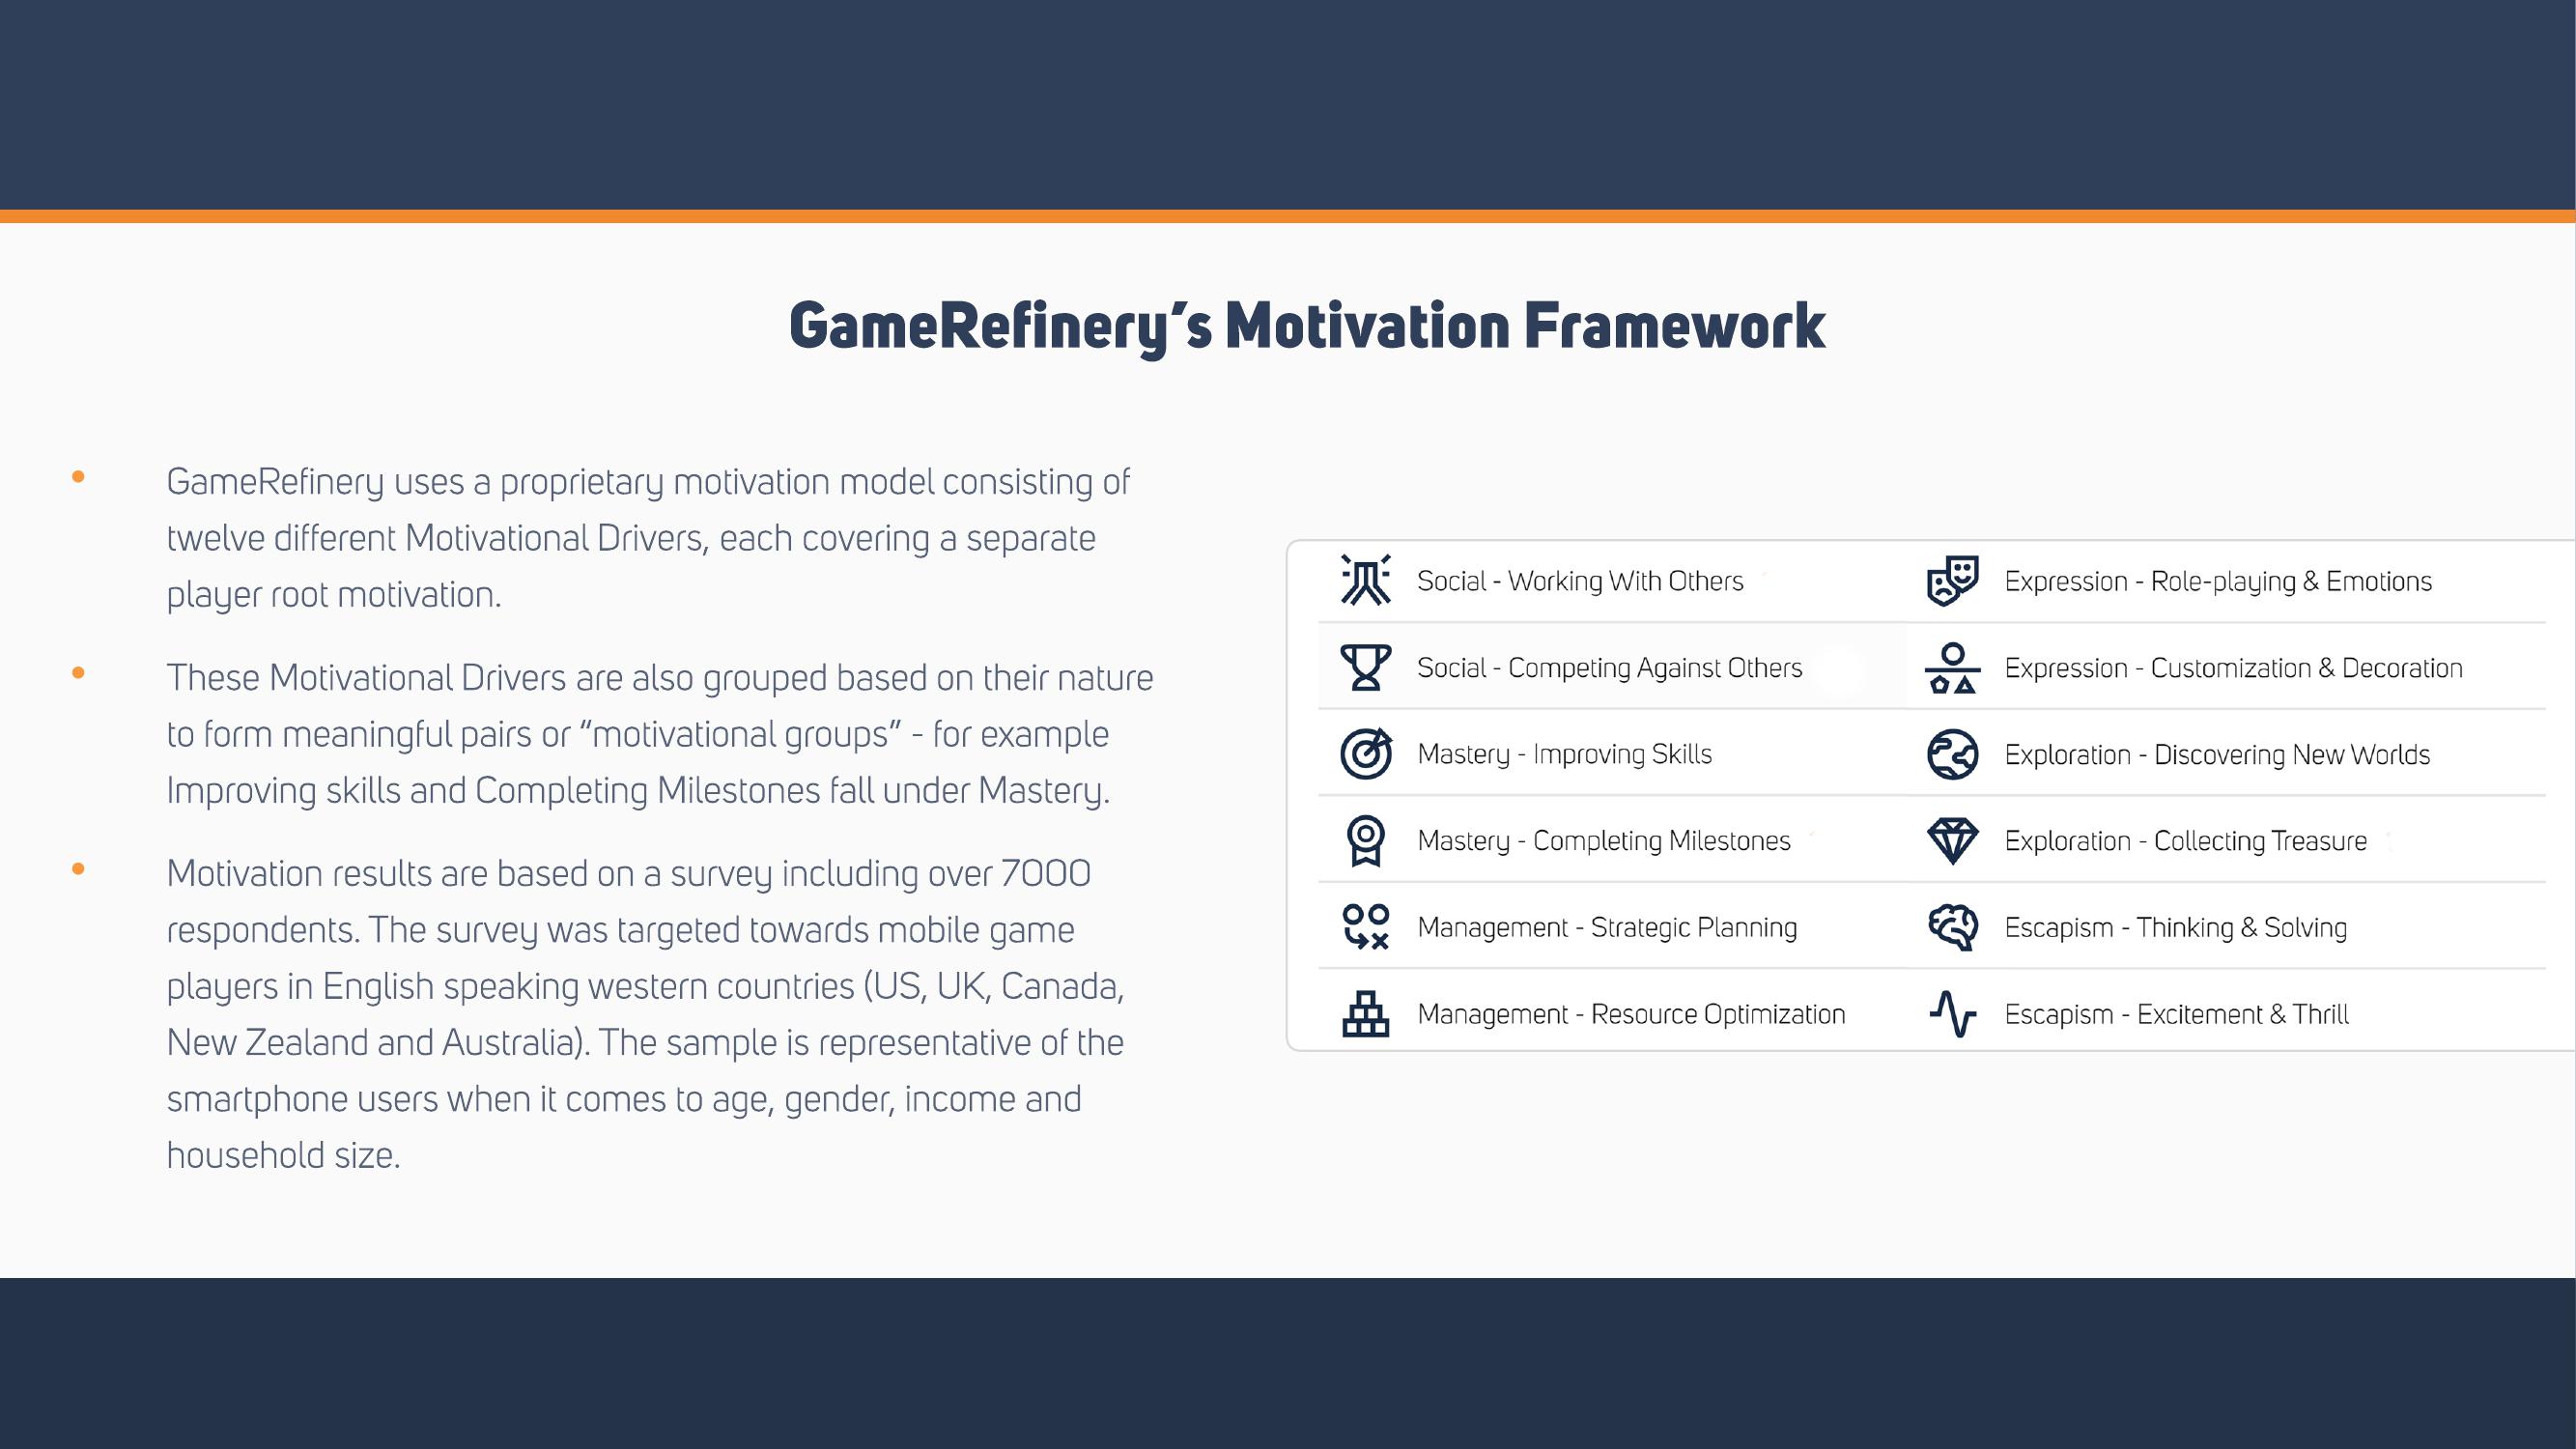 GameRefinery's Motivation Framework
• GameRefinery uses a proprietary motivation model consisting of
twelve different Motivational Drivers, each covering a separate
player root motivation.
• These Motivational Drivers are also grouped based on their nature
to form meaningful pairs or “motivational groups” - for example
Improving skills and Completing Milestones fall under Mastery.
• Motivation results are based on a survey including over 7000
respondents. The survey was targeted towards mobile game
players in English speaking western countries (US, UK, Canada,
New Zealand and Australia). The sample is representative of the
smartphone users when it comes to age, gender, income and
household size.
Social - Working With Others
Social - Competing Against Others
Mastery - Improving Skills
Mastery - Completing Milestones
Management - Strategic Planning
Management - Resource Optimization
Expression - Role-playing & Emotions
Expression - Customization & Decoration
Exploration - Discovering New Worlds
Exploration - Collecting Treasure
Escapism - Thinking & Solving
Escapism - Excitement & Thrill